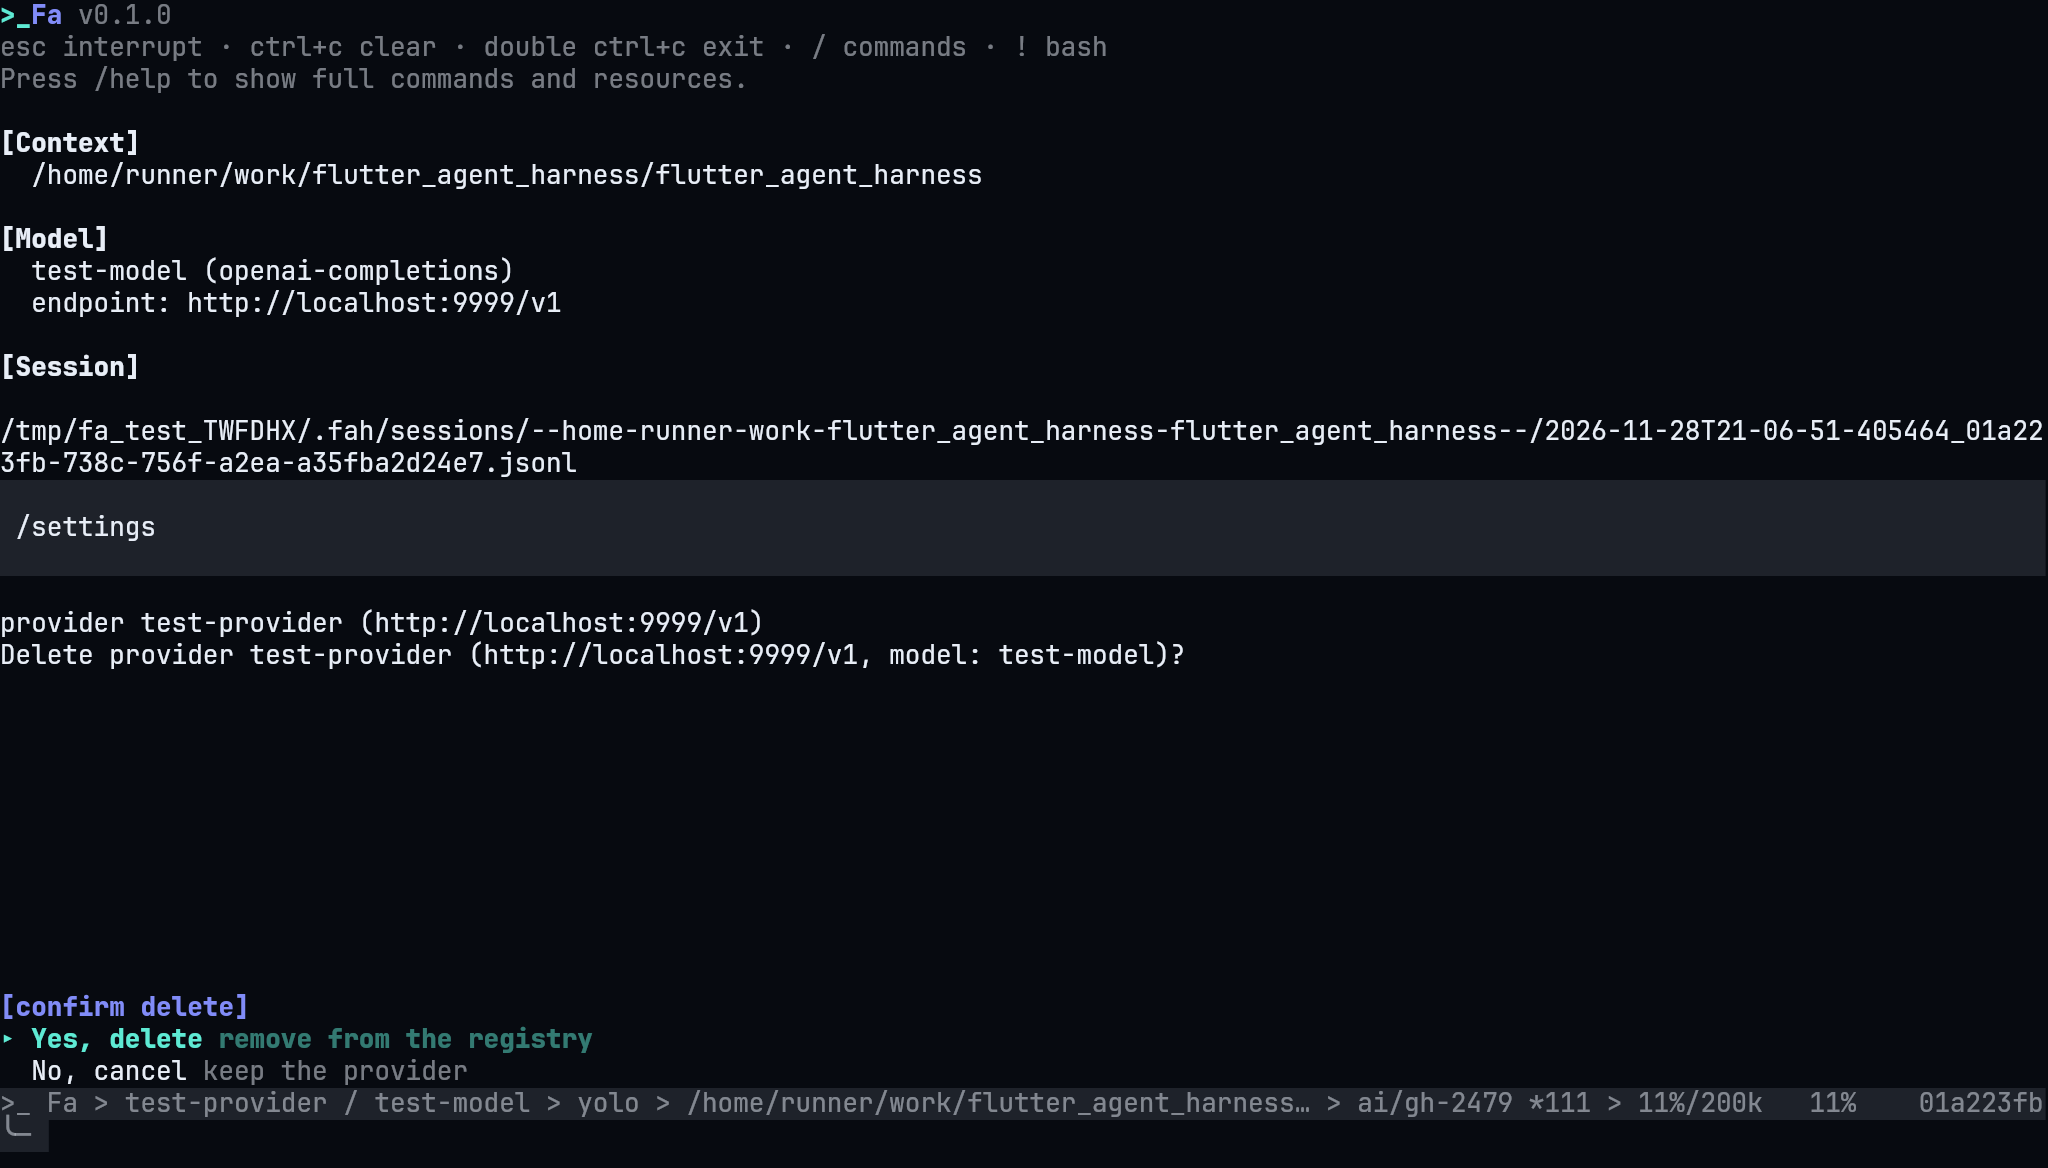 >_Fa v0.1.0
esc interrupt · ctrl+c clear · double ctrl+c exit · / commands · ! bash
Press /help to show full commands and resources.
[Context]
/home/runner/work/flutter_agent_harness/flutter_agent_harness
[Model]
test-model (openai-completions)
endpoint: http://localhost:9999/v1
[Session]
/tmp/fa_test_TWFDHX/.fah/sessions/--home-runner-work-flutter_agent_harness-flutter_agent_harness--/2026-11-28T21-06-51-405464_01a22
3fb-738c-756f-a2ea-a35fba2d24e7.jsonl
/settings
provider test-provider (http://localhost:9999/v1)
Delete provider test-provider (http://localhost:9999/v1, model: test-model)?
[confirm delete]
▸ Yes, delete remove from the registry
No, cancel keep the provider
>_ Fa > test-provider / test-model > yolo > /home/runner/work/flutter_agent_harness… > ai/gh-2479 *111 > 11%/200k 11% 01a223fb